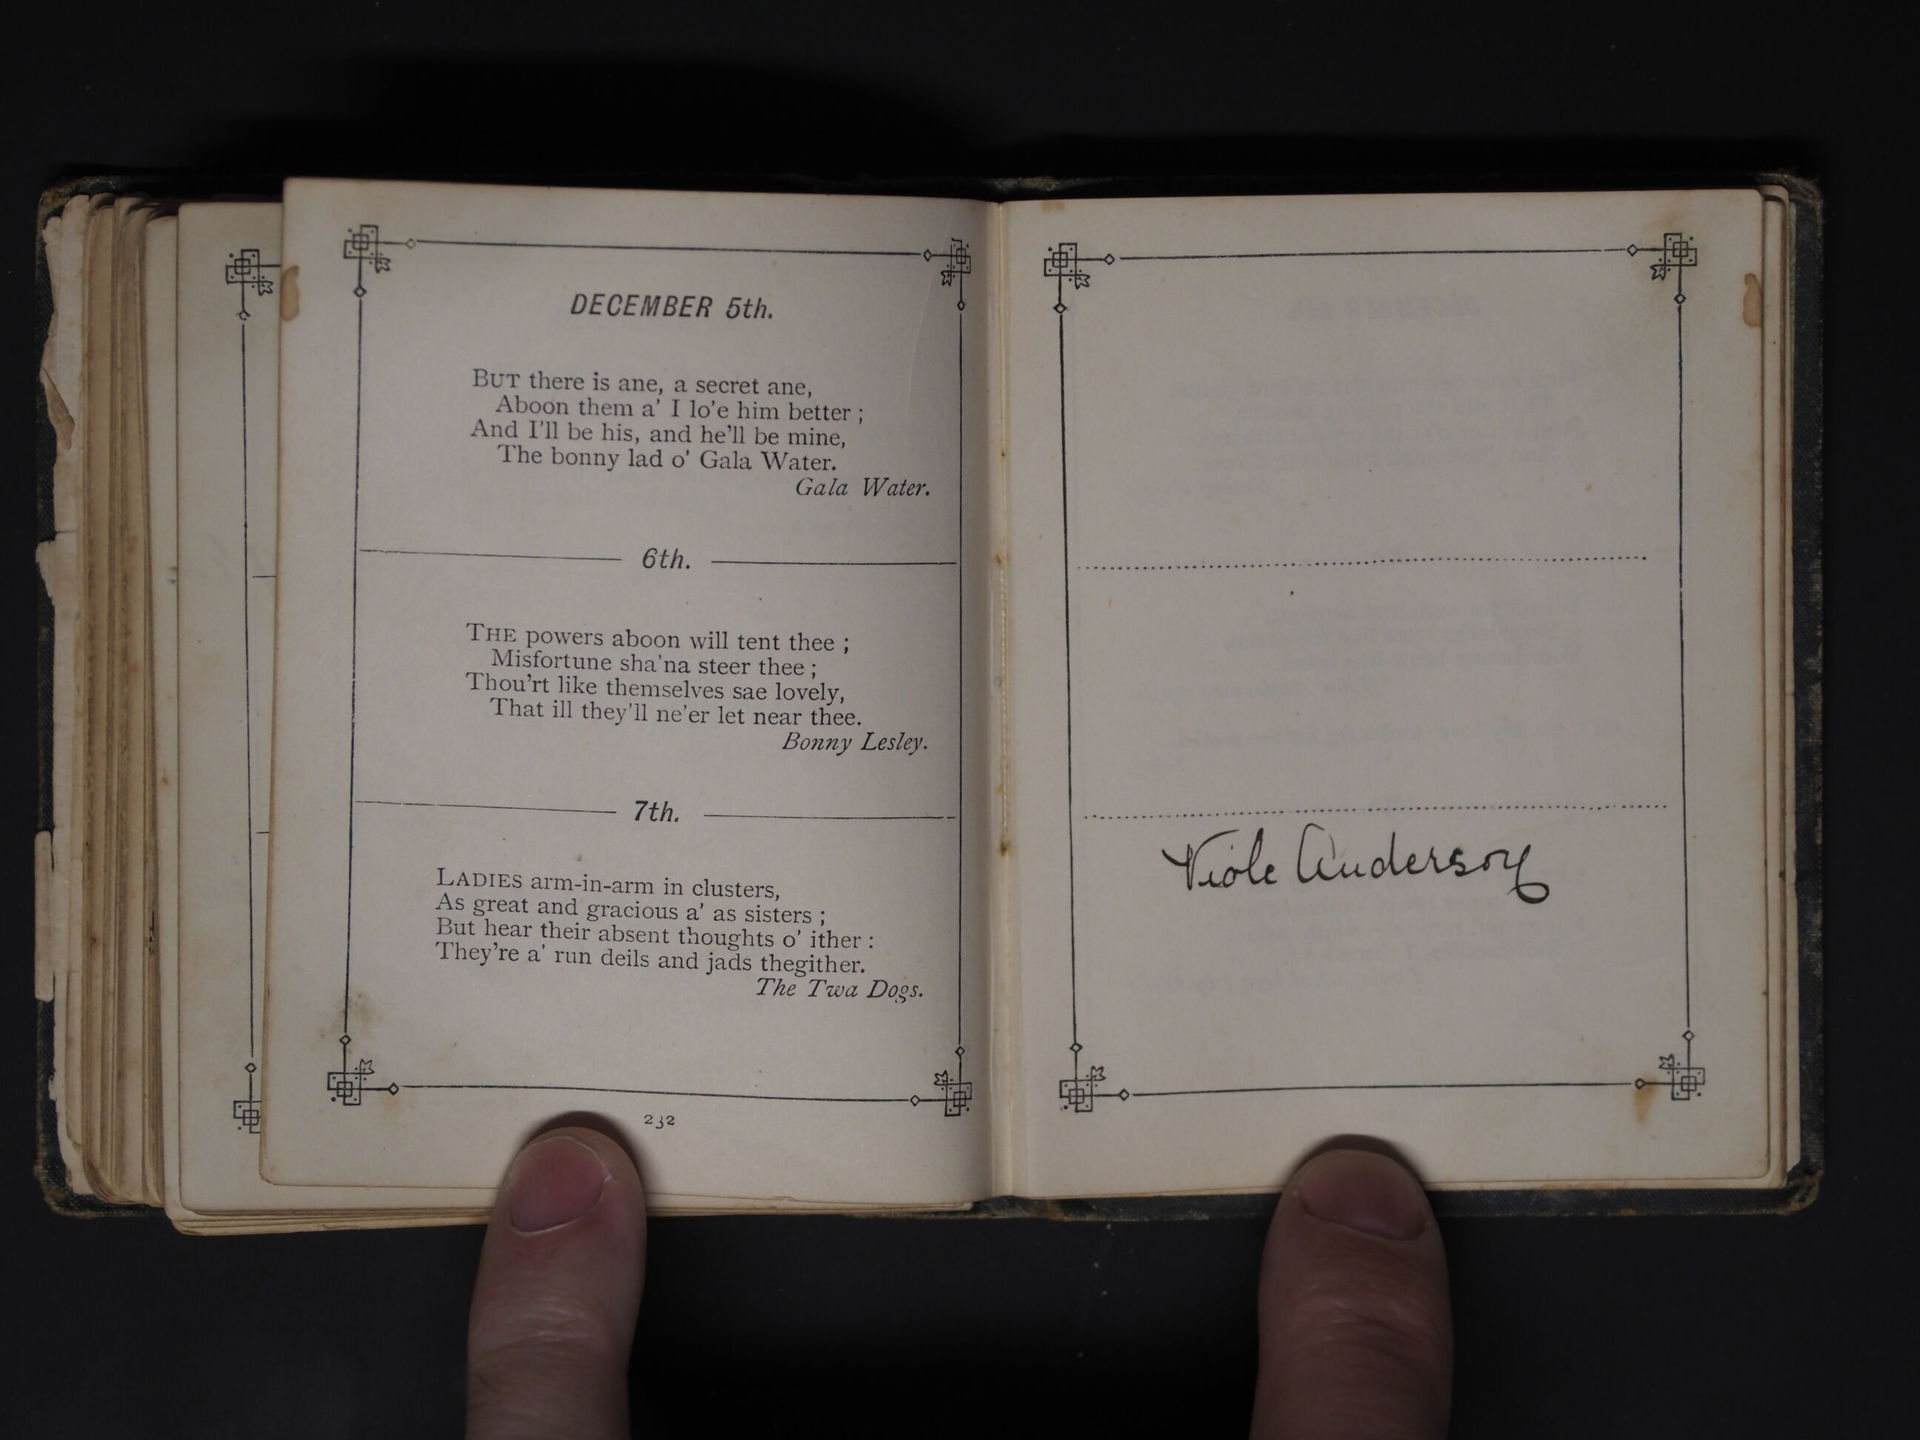 DECEMBER 5th.
BUT there is ane, a secret ane,
Aboon them a' I lo'e him better ;
And I'll be his, and he'll be mine,
The bonny lad o' Gala Water.
Gala Water.
6th.
THE powers aboon will tent thee ;
Misfortune sha'na steer thee ;
Thou'rt like themselves sae lovely,
That ill they'll ne'er let near thee.
Bonny Lesley.
7th.
LADIES arm-in-arm in clusters,
As great and gracious a' as sisters ;
But hear their absent thoughts o' ither :
They're a' run deils and jads thegither.
The Twa Dogs.
232
Viole Anderson